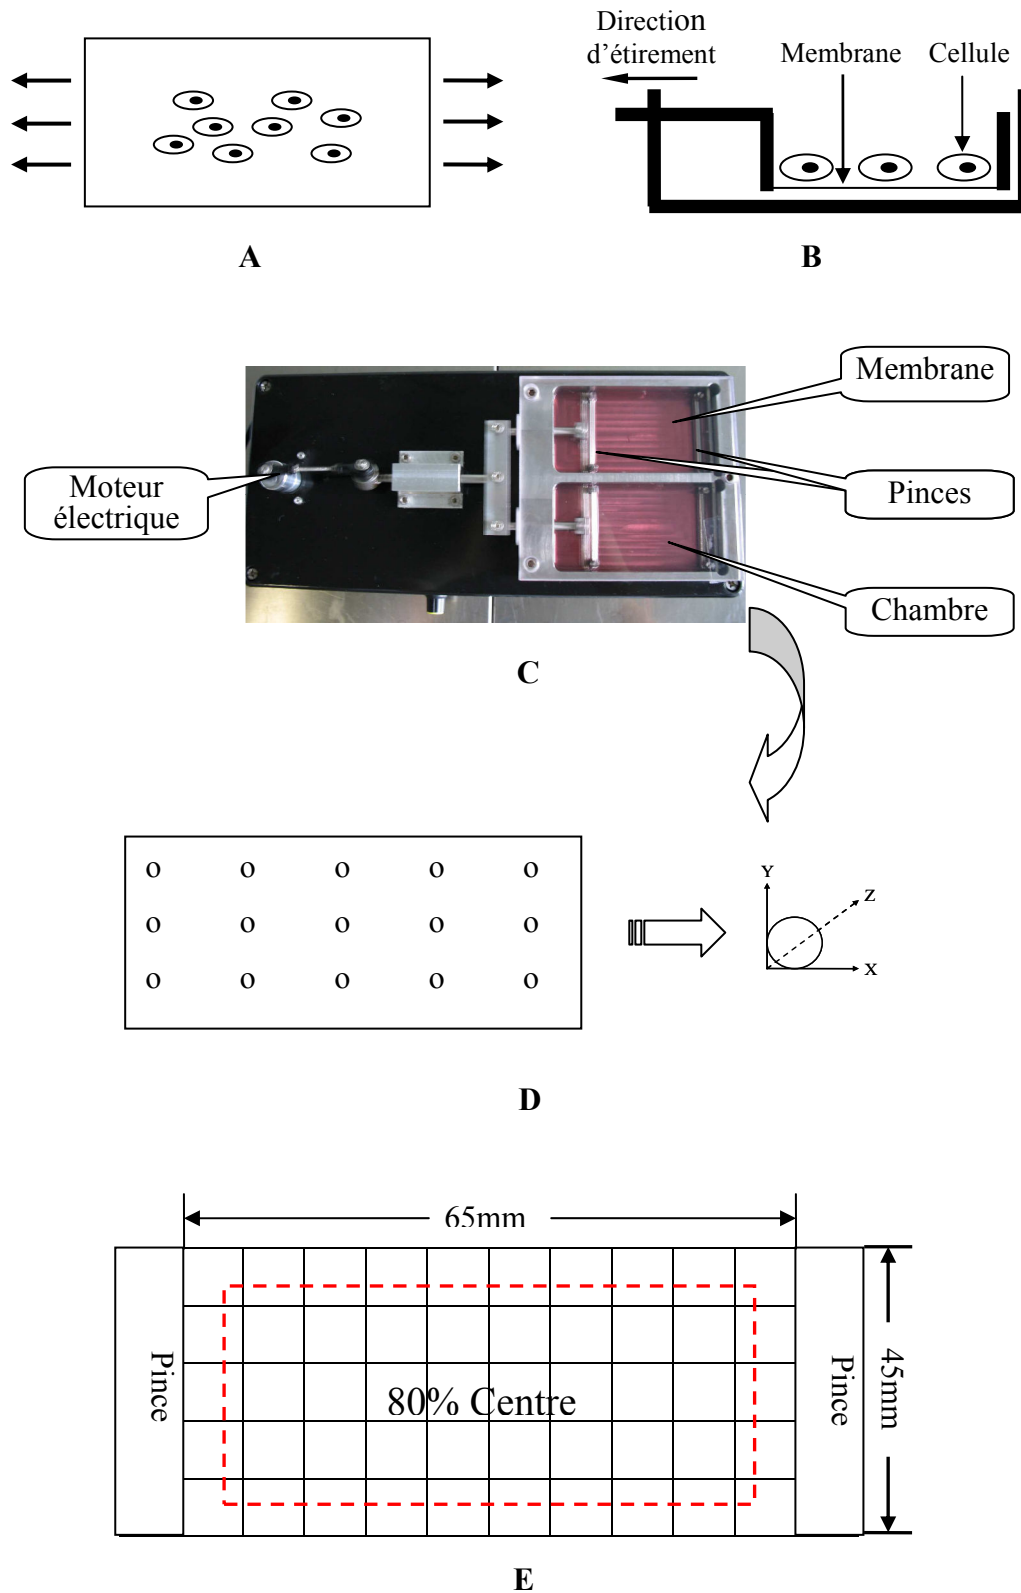 Direction
d'étirement
Membrane
Cellule
A
B
Membrane
Moteur
électrique
Pinces
Chambre
C
o o o o o
o o o o o
o o o o o
Y
Z
X
D
65mm
Pince
80% Centre
Pince
45mm
E